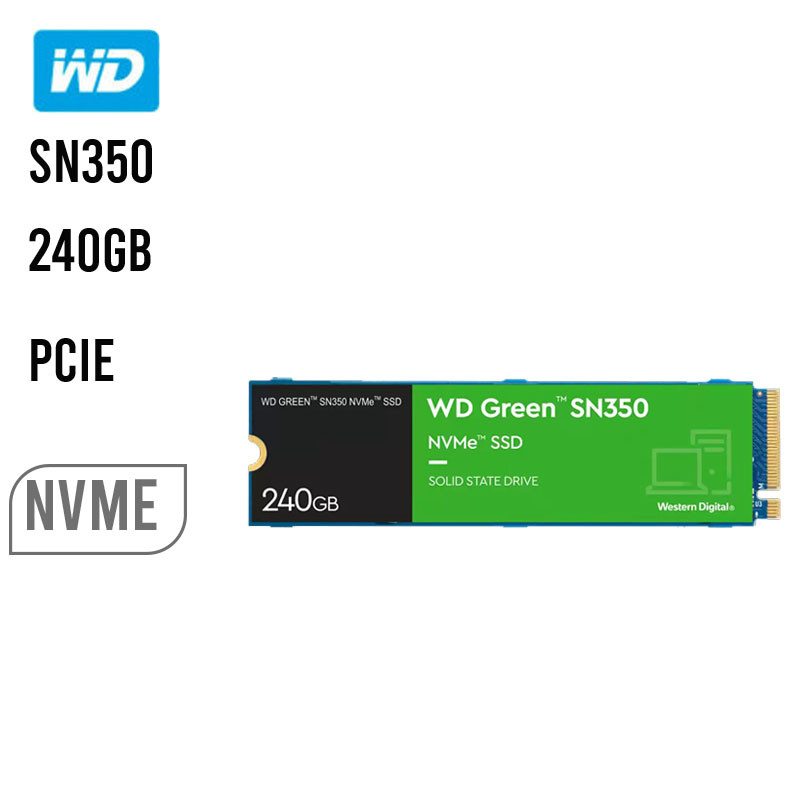 WD
SN350
240GB
PCIE
NVME
WD GREEN™ SN350 NVMe™ SSD
240GB
WD Green™ SN350
NVMe™ SSD
SOLID STATE DRIVE
Western Digital®